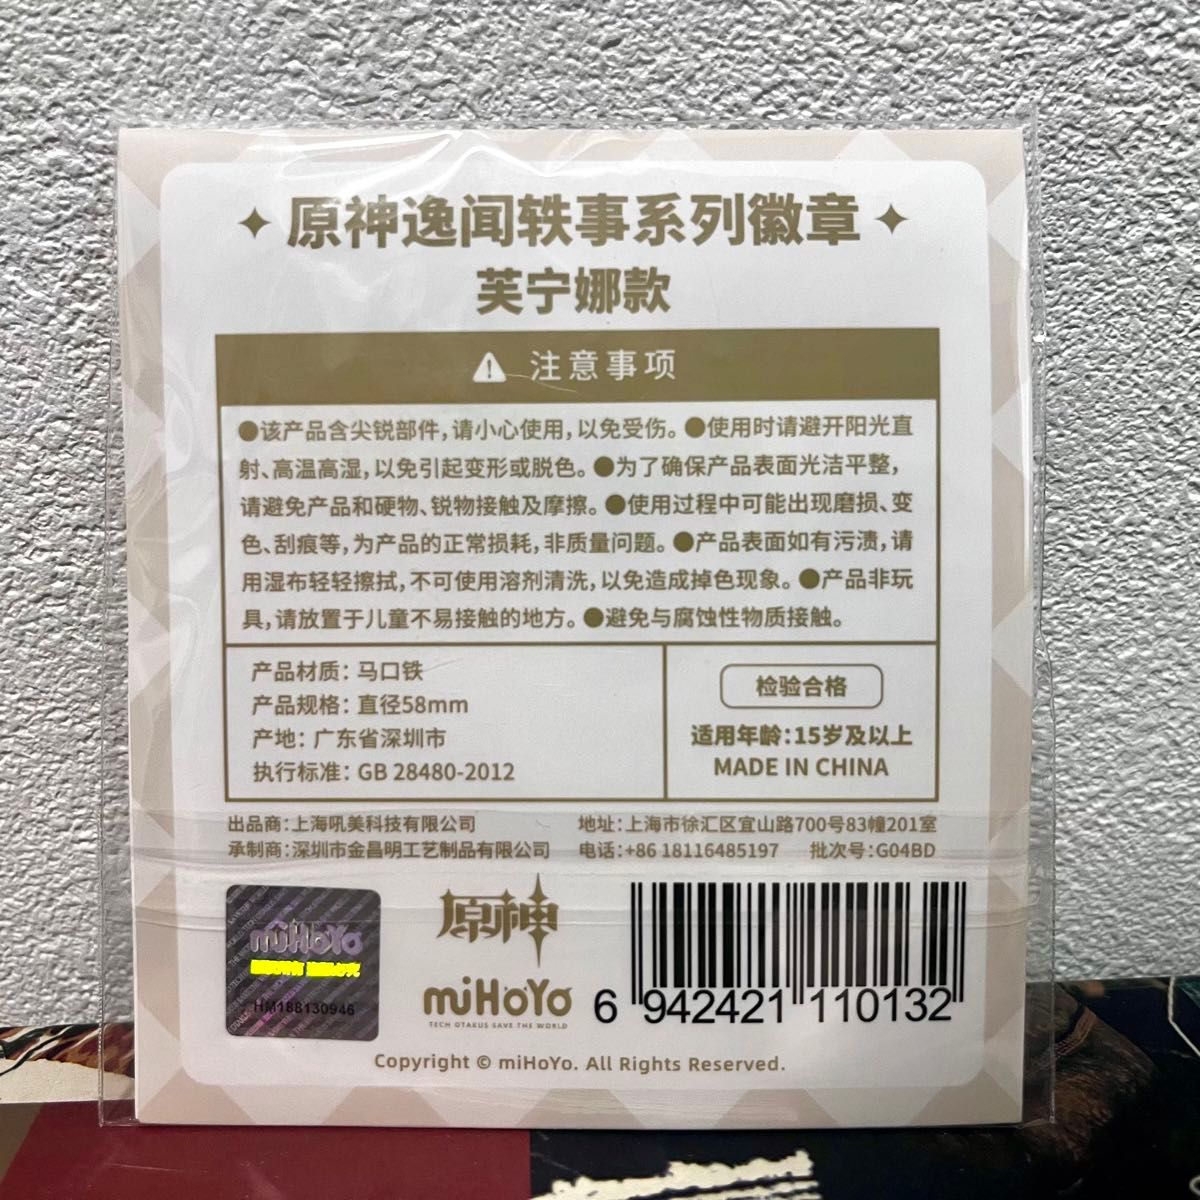 原神逸闻轶事系列徽章
芙宁娜款
注意事项
●该产品含尖锐部件,请小心使用,以免受伤。●使用时请避开阳光直
射、高温高湿,以免引起变形或脱色。●为了确保产品表面光洁平整,
请避免产品和硬物、锐物接触及摩擦。●使用过程中可能出现磨损、变
色、刮痕等,为产品的正常损耗,非质量问题。●产品表面如有污渍,请
用湿布轻轻擦拭,不可使用溶剂清洗,以免造成掉色现象。●产品非玩
具,请放置于儿童不易接触的地方。●避免与腐蚀性物质接触。
产品材质: 马口铁
产品规格: 直径58mm
产地: 广东省深圳市
执行标准: GB 28480-2012
检验合格
适用年龄:15岁及以上
MADE IN CHINA
出品商:上海吼美科技有限公司
地址:上海市徐汇区宜山路700号83幢201室
承制商:深圳市金昌明工艺制品有限公司
电话:+86 18116485197 批次号:G04BD
miHoYo
HM188130946
原神
miHoYo
TECH OTAKUS SAVE THE WORLD
6 942421 110132
Copyright © miHoYo. All Rights Reserved.